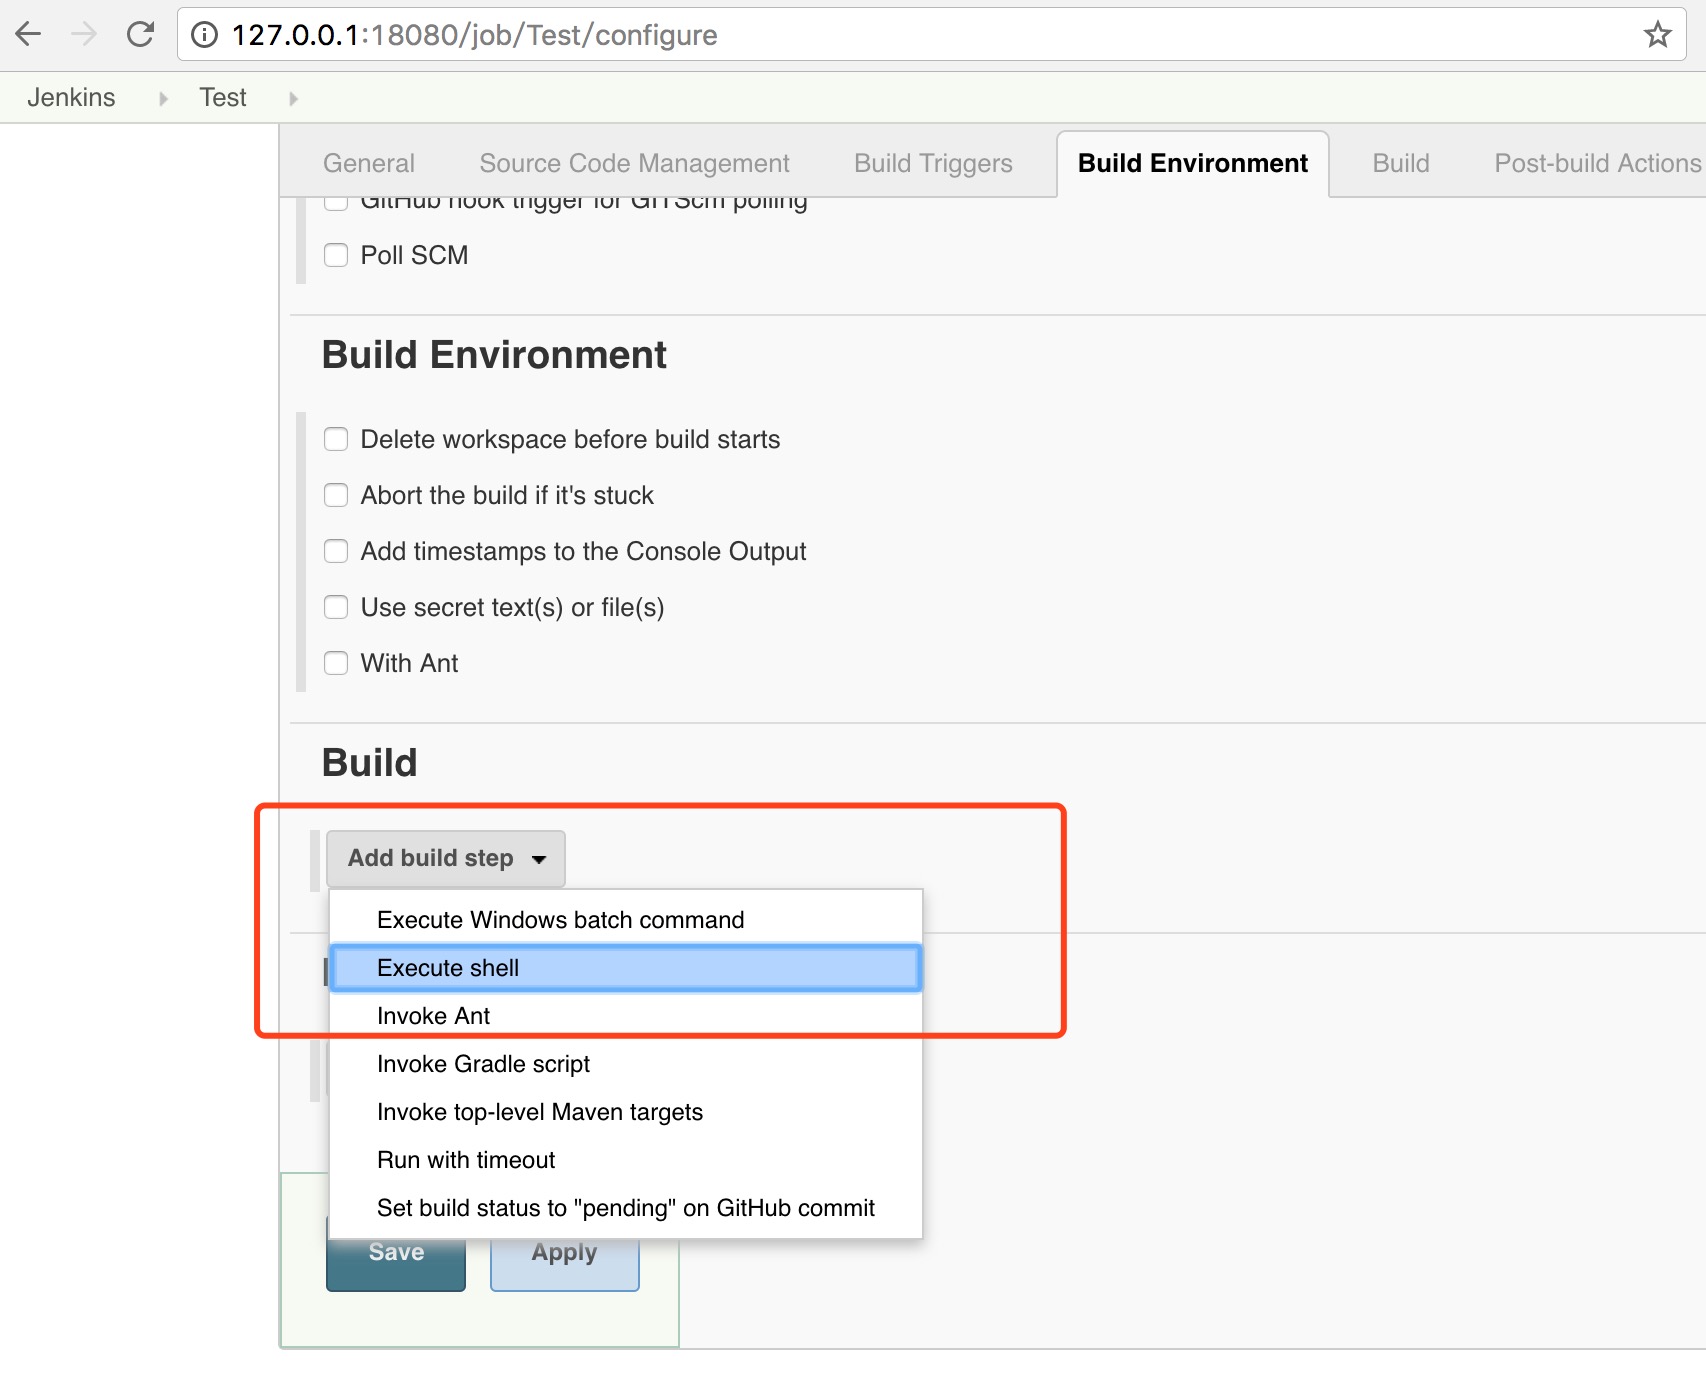 127.0.0.1:18080/job/Test/configure
Jenkins Test
General Source Code Management Build Triggers Build Environment Build Post-build Actions
GitHub hook trigger for GITScm polling
Poll SCM
Build Environment
Delete workspace before build starts
Abort the build if it's stuck
Add timestamps to the Console Output
Use secret text(s) or file(s)
With Ant
Build
Add build step
Execute Windows batch command
Execute shell
Invoke Ant
Invoke Gradle script
Invoke top-level Maven targets
Run with timeout
Set build status to "pending" on GitHub commit
Save Apply